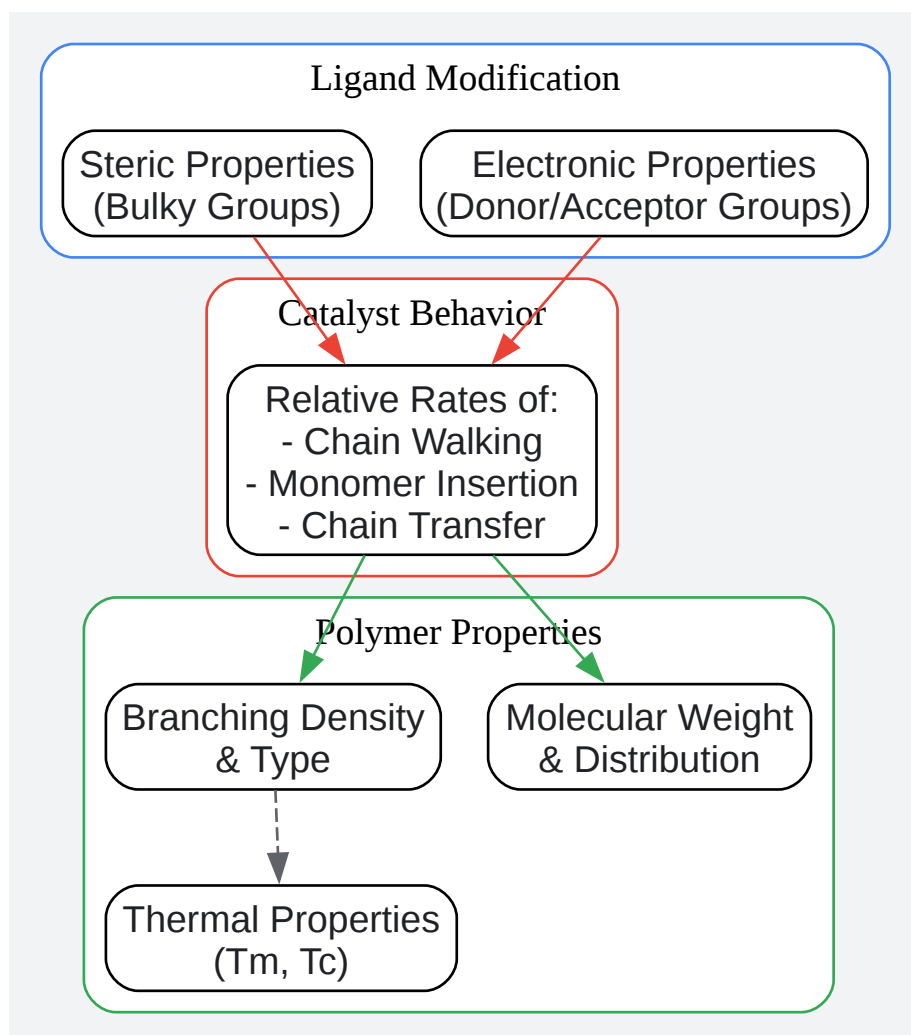 Ligand Modification
Steric Properties
(Bulky Groups)
Electronic Properties
(Donor/Acceptor Groups)
Catalyst Behavior
Relative Rates of:
- Chain Walking
- Monomer Insertion
- Chain Transfer
Polymer Properties
Branching Density
& Type
Molecular Weight
& Distribution
Thermal Properties
(Tm, Tc)